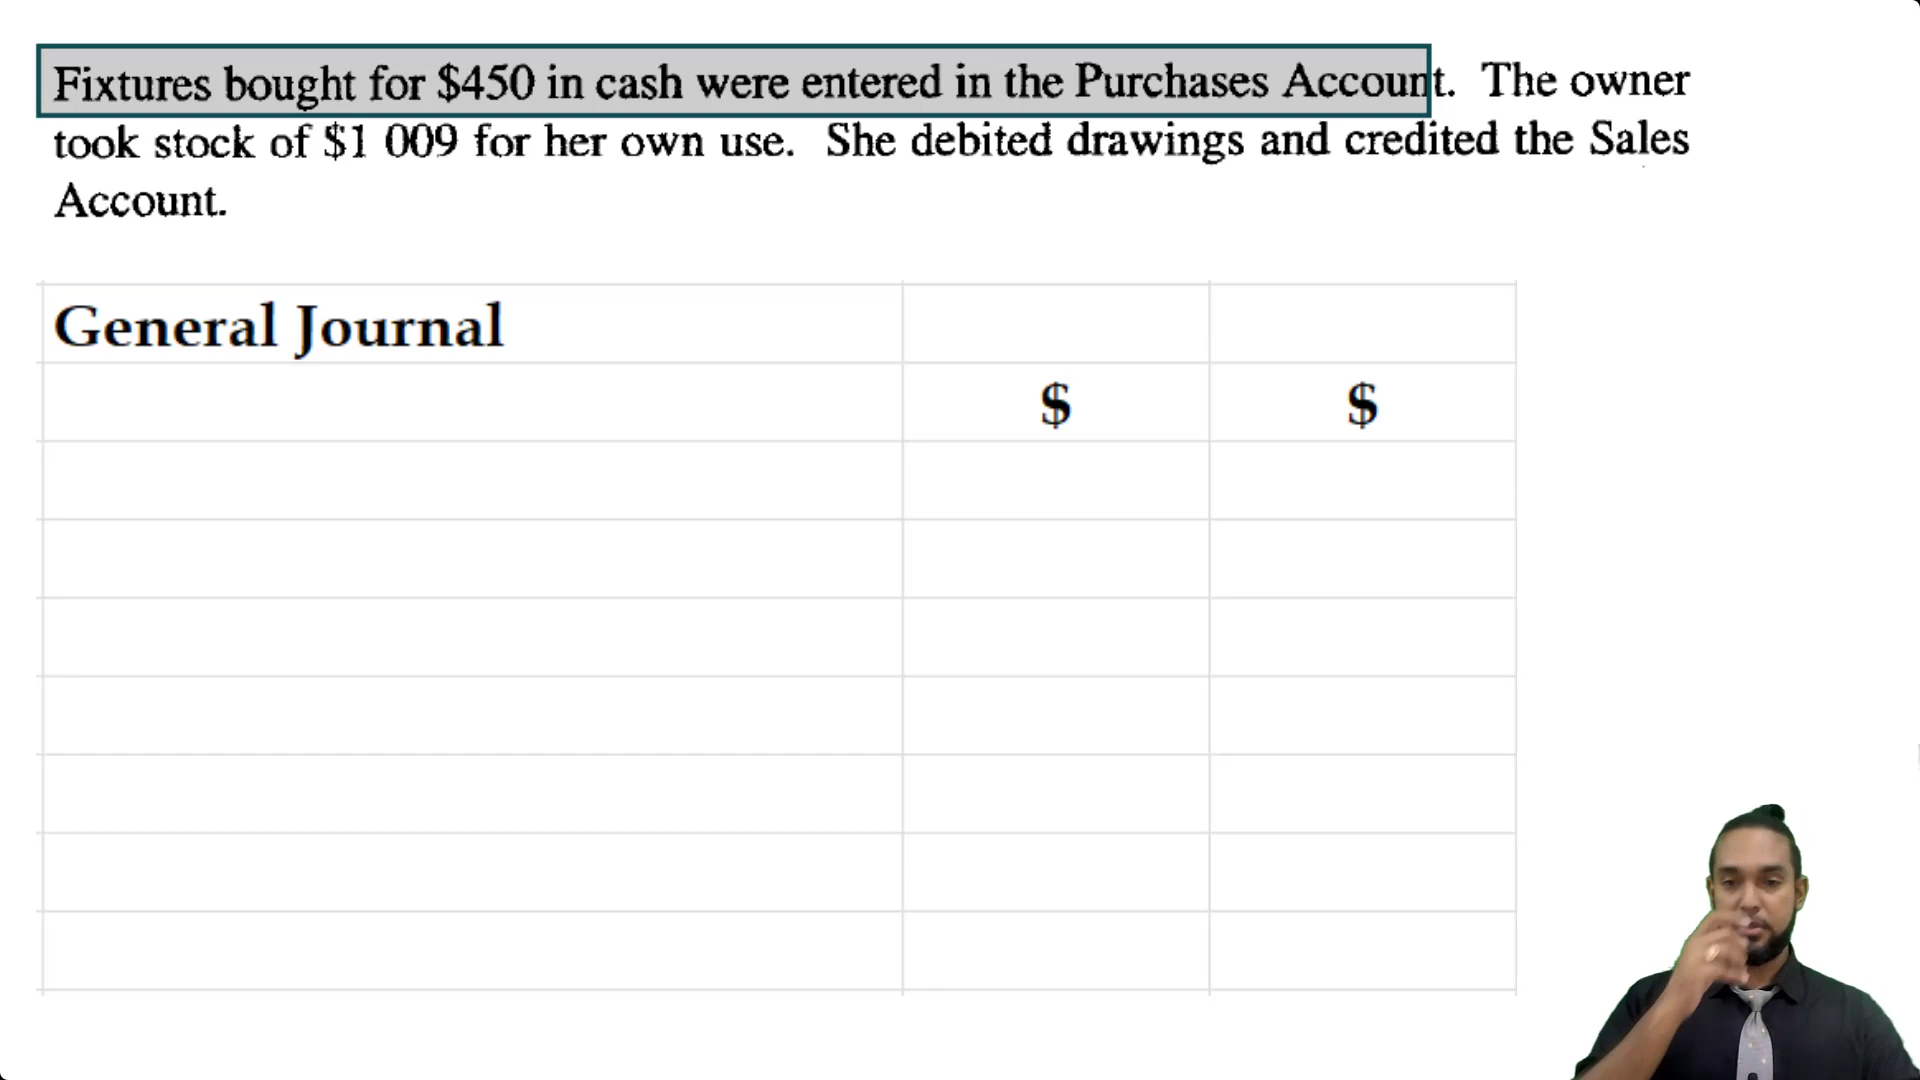 Fixtures bought for $450 in cash were entered in the Purchases Account. The owner
took stock of $1 009 for her own use. She debited drawings and credited the Sales
Account.
General Journal
$ $